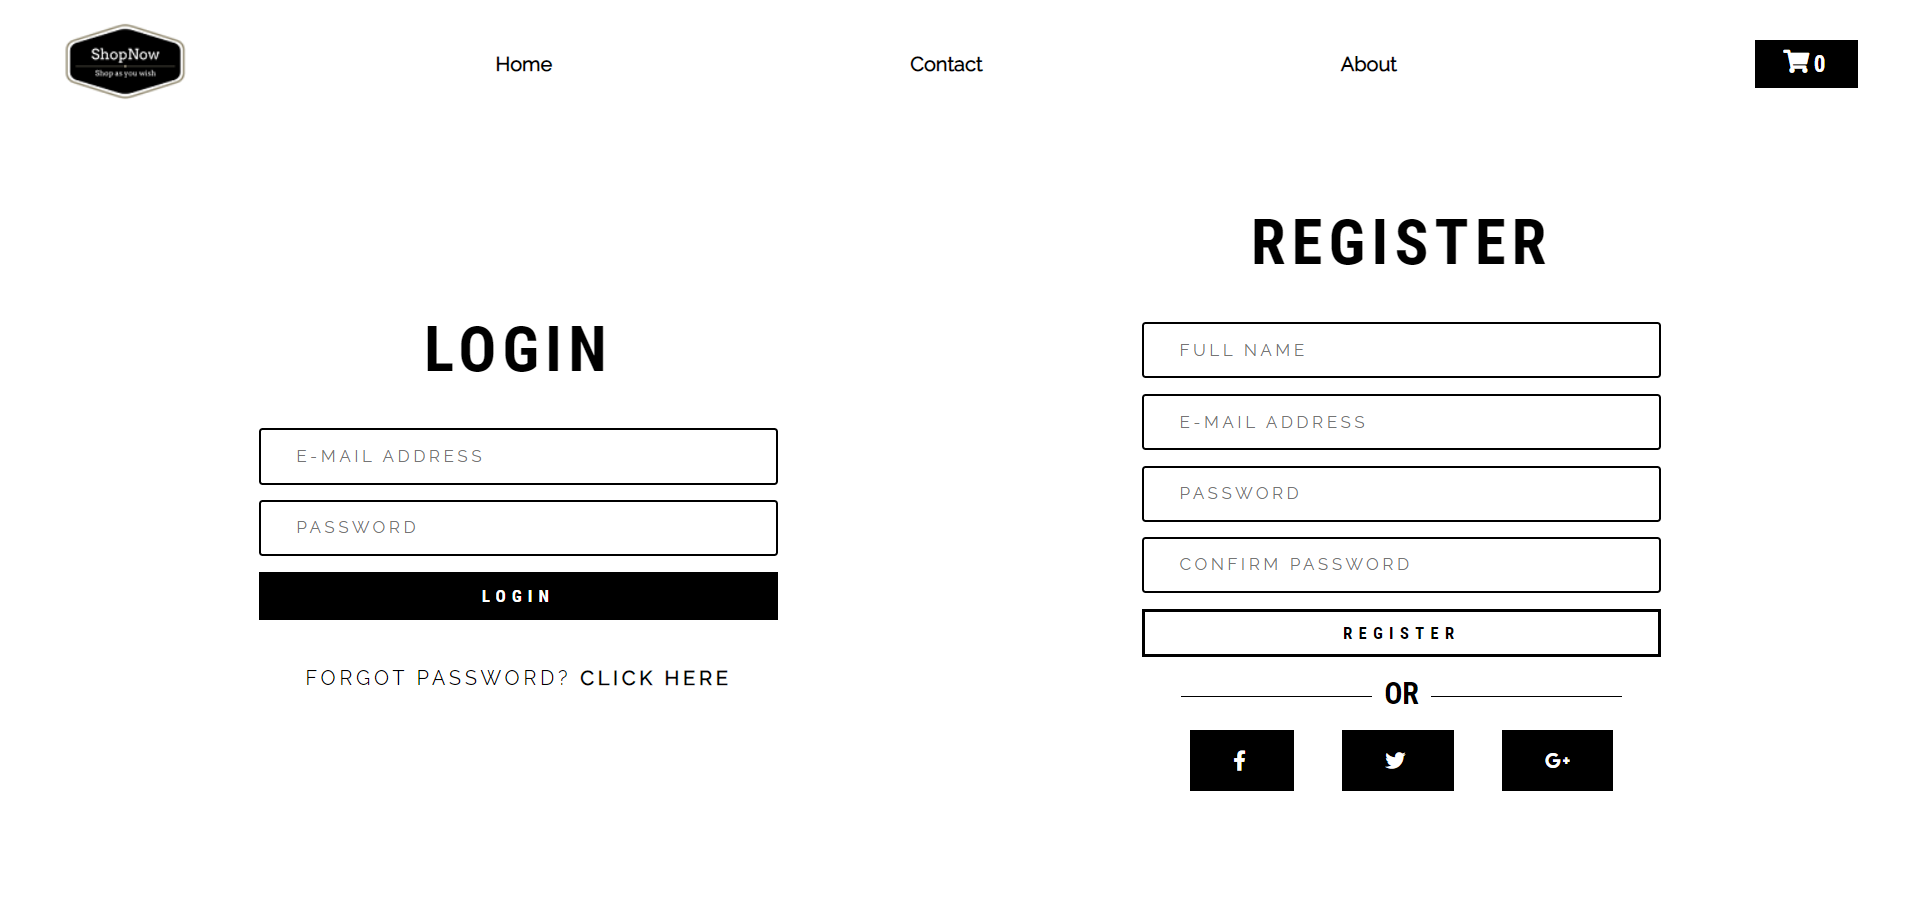 ShopNow
Shop as you wish
Home
Contact
About
0
LOGIN
E-MAIL ADDRESS
PASSWORD
LOGIN
FORGOT PASSWORD? CLICK HERE
REGISTER
FULL NAME
E-MAIL ADDRESS
PASSWORD
CONFIRM PASSWORD
REGISTER
OR
G+